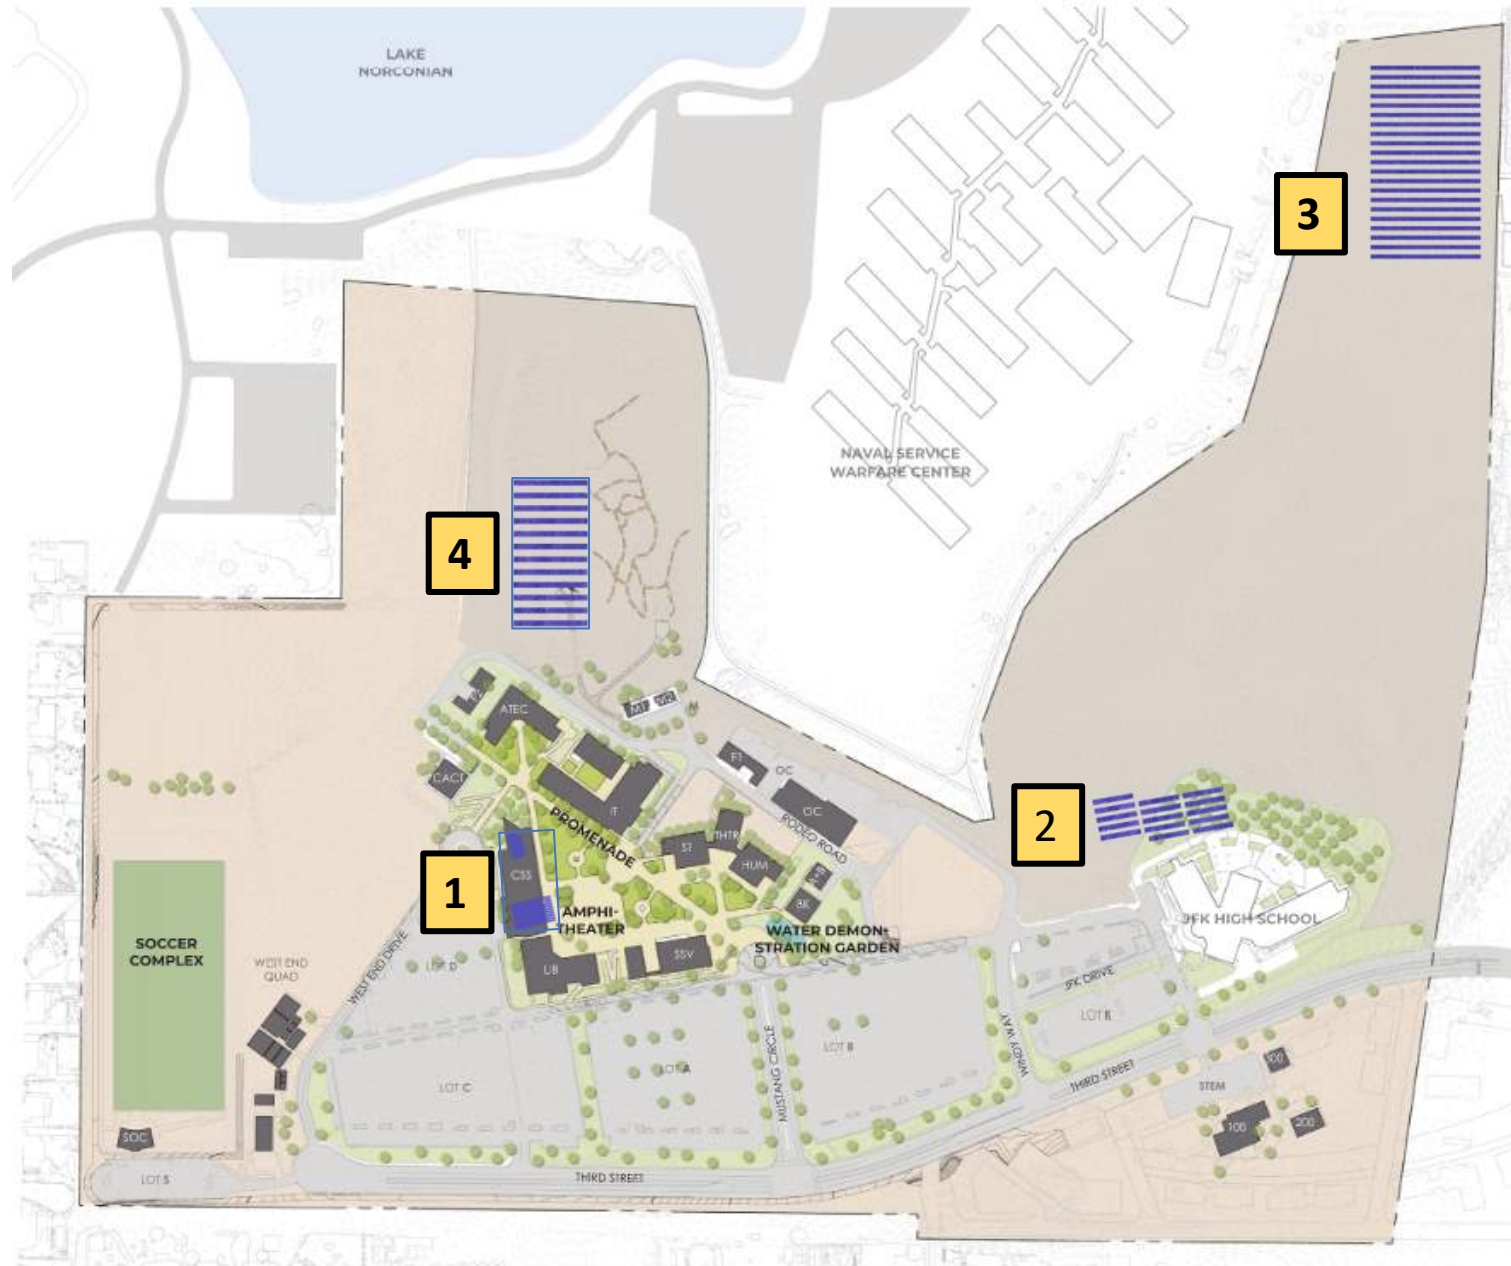 LAKE
NORCONIAN
3
NAVAL SERVICE
WARFARE CENTER
4
ATEC
CACT
IT
PROMENADE
FT
OC
OC
RODEO ROAD
2
ST
THTR
HUM
BK
1
CSS
AMPHI-
THEATER
WATER DEMON-
STRATION GARDEN
JFK HIGH SCHOOL
SOCCER
COMPLEX
WEST END
QUAD
WEST END DRIVE
LOT D
LIB
SSV
JFK DRIVE
LOT K
WINDY WAY
MUSTANG CIRCLE
LOT B
LOT A
LOT C
THIRD STREET
STEM
300
100
200
SOC
LOT S
THIRD STREET